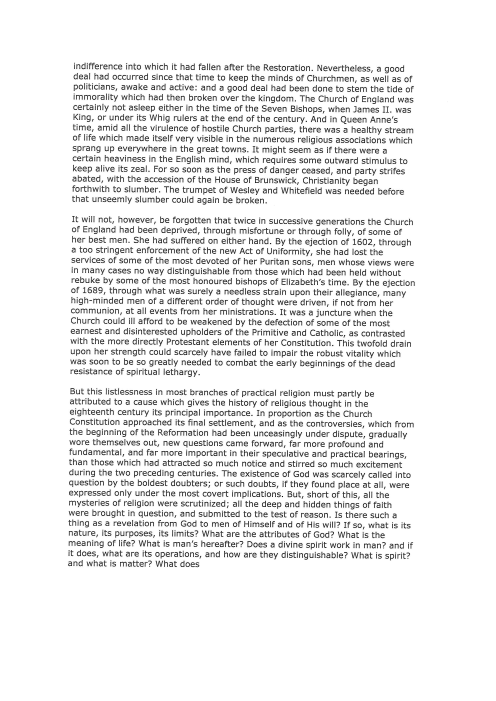 indifference into which it had fallen after the Restoration. Nevertheless, a good
deal had occurred since that time to keep the minds of Churchmen, as well as of
politicians, awake and active: and a good deal had been done to stem the tide of
immorality which had then broken over the kingdom. The Church of England was
certainly not asleep either in the time of the Seven Bishops, when James II. was
King, or under its Whig rulers at the end of the century. And in Queen Anne's
time, amid all the virulence of hostile Church parties, there was a healthy stream
of life which made itself very visible in the numerous religious associations which
sprang up everywhere in the great towns. It might seem as if there were a
certain heaviness in the English mind, which requires some outward stimulus to
keep alive its zeal. For so soon as the press of danger ceased, and party strifes
abated, with the accession of the House of Brunswick, Christianity began
forthwith to slumber. The trumpet of Wesley and Whitefield was needed before
that unseemly slumber could again be broken.

It will not, however, be forgotten that twice in successive generations the Church
of England had been deprived, through misfortune or through folly, of some of
her best men. She had suffered on either hand. By the ejection of 1602, through
a too stringent enforcement of the new Act of Uniformity, she had lost the
services of some of the most devoted of her Puritan sons, men whose views were
in many cases no way distinguishable from those which had been held without
rebuke by some of the most honoured bishops of Elizabeth's time. By the ejection
of 1689, through what was surely a needless strain upon their allegiance, many
high-minded men of a different order of thought were driven, if not from her
communion, at all events from her ministrations. It was a juncture when the
Church could ill afford to be weakened by the defection of some of the most
earnest and disinterested upholders of the Primitive and Catholic, as contrasted
with the more directly Protestant elements of her Constitution. This twofold drain
upon her strength could scarcely have failed to impair the robust vitality which
was soon to be so greatly needed to combat the early beginnings of the dead
resistance of spiritual lethargy.

But this listlessness in most branches of practical religion must partly be
attributed to a cause which gives the history of religious thought in the
eighteenth century its principal importance. In proportion as the Church
Constitution approached its final settlement, and as the controversies, which from
the beginning of the Reformation had been unceasingly under dispute, gradually
wore themselves out, new questions came forward, far more profound and
fundamental, and far more important in their speculative and practical bearings,
than those which had attracted so much notice and stirred so much excitement
during the two preceding centuries. The existence of God was scarcely called into
question by the boldest doubters; or such doubts, if they found place at all, were
expressed only under the most covert implications. But, short of this, all the
mysteries of religion were scrutinized; all the deep and hidden things of faith
were brought in question, and submitted to the test of reason. Is there such a
thing as a revelation from God to men of Himself and of His will? If so, what is its
nature, its purposes, its limits? What are the attributes of God? What is the
meaning of life? What is man's hereafter? Does a divine spirit work in man? and if
it does, what are its operations, and how are they distinguishable? What is spirit?
and what is matter? What does